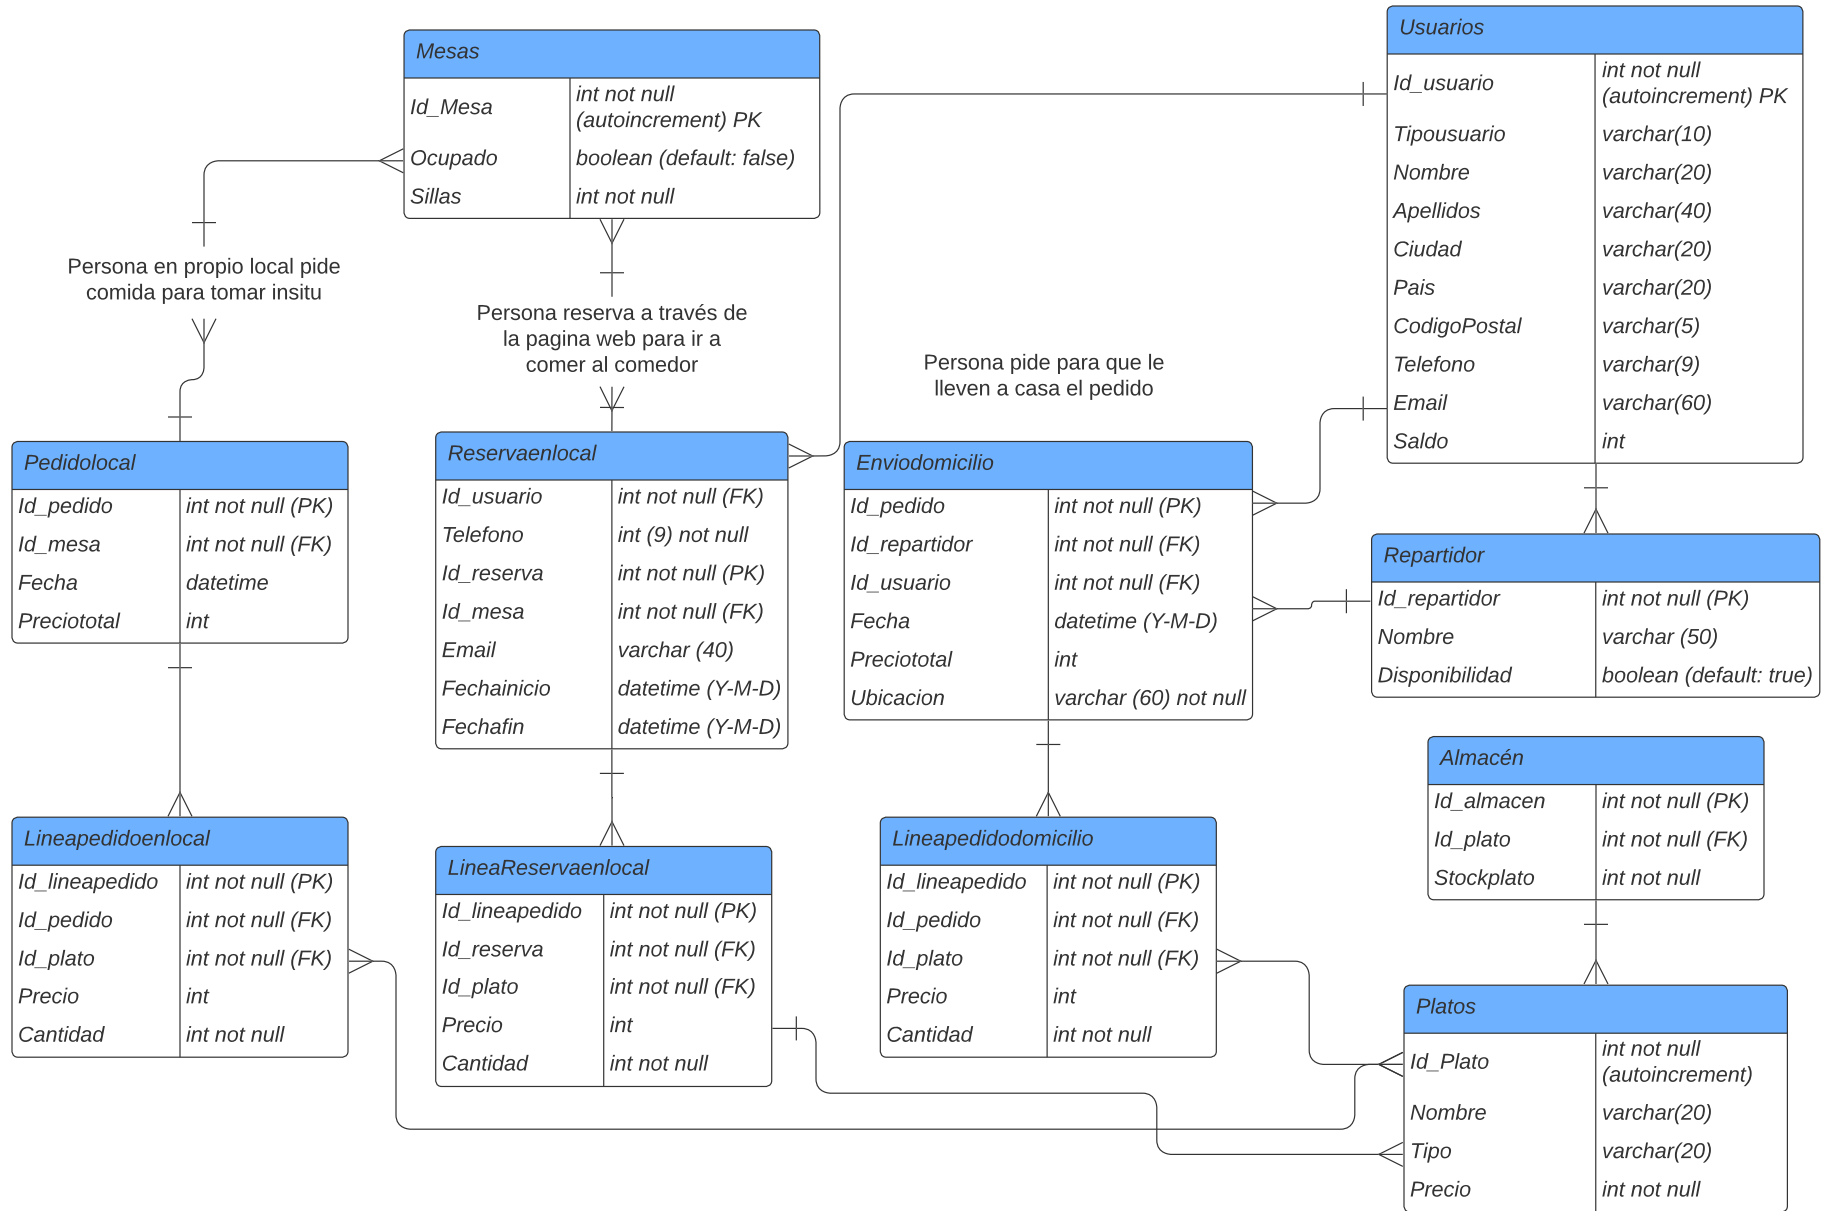 Mesas
Id_Mesa int not null
(autoincrement) PK
Ocupado boolean (default: false)
Sillas int not null
Usuarios
Id_usuario int not null
(autoincrement) PK
Tipousuario varchar(10)
Nombre varchar(20)
Apellidos varchar(40)
Ciudad varchar(20)
Pais varchar(20)
CodigoPostal varchar(5)
Telefono varchar(9)
Email varchar(60)
Saldo int
Persona en propio local pide
comida para tomar insitu
Persona reserva a través de
la pagina web para ir a
comer al comedor
Persona pide para que le
lleven a casa el pedido
Pedidolocal
Id_pedido int not null (PK)
Id_mesa int not null (FK)
Fecha datetime
Preciototal int
Reservaenlocal
Id_usuario int not null (FK)
Telefono int (9) not null
Id_reserva int not null (PK)
Id_mesa int not null (FK)
Email varchar (40)
Fechainicio datetime (Y-M-D)
Fechafin datetime (Y-M-D)
Enviodomicilio
Id_pedido int not null (PK)
Id_repartidor int not null (FK)
Id_usuario int not null (FK)
Fecha datetime (Y-M-D)
Preciototal int
Ubicacion varchar (60) not null
Repartidor
Id_repartidor int not null (PK)
Nombre varchar (50)
Disponibilidad boolean (default: true)
Almacén
Id_almacen int not null (PK)
Id_plato int not null (FK)
Stockplato int not null
Lineapedidoenlocal
Id_lineapedido int not null (PK)
Id_pedido int not null (FK)
Id_plato int not null (FK)
Precio int
Cantidad int not null
LineaReservaenlocal
Id_lineapedido int not null (PK)
Id_reserva int not null (FK)
Id_plato int not null (FK)
Precio int
Cantidad int not null
Lineapedidodomicilio
Id_lineapedido int not null (PK)
Id_pedido int not null (FK)
Id_plato int not null (FK)
Precio int
Cantidad int not null
Platos
Id_Plato int not null
(autoincrement)
Nombre varchar(20)
Tipo varchar(20)
Precio int not null